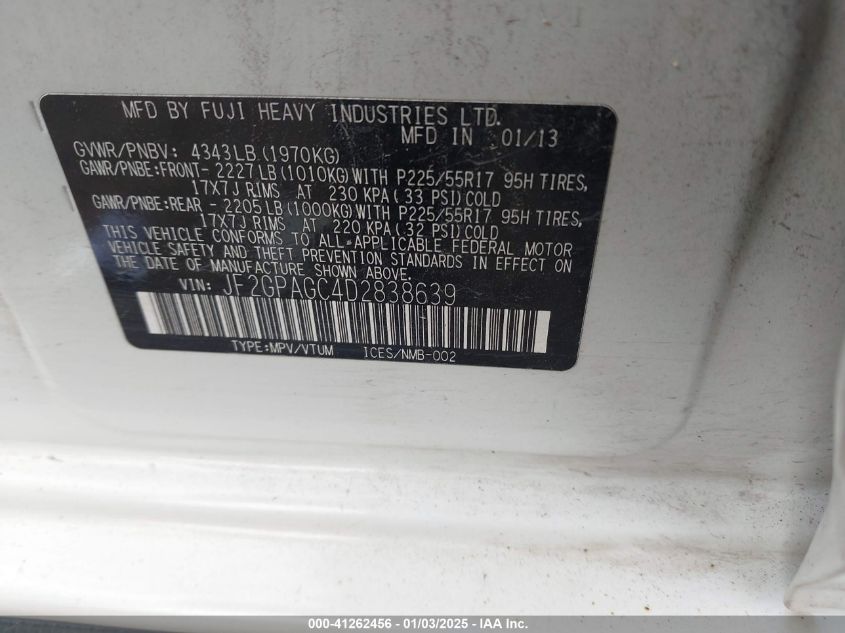 MFD BY FUJI HEAVY INDUSTRIES LTD.
MFD IN 01/13
GVWR/PNBV: 4343LB (1970KG)
GAWR/PNBE:FRONT- 2227LB (1010KG) WITH P225/55R17 95H TIRES,
17X7J RIMS AT 230 KPA (33 PSI) COLD
GAWR/PNBE:REAR - 2205LB (1000KG) WITH P225/55R17 95H TIRES,
17X7J RIMS AT 220 KPA (32 PSI) COLD
THIS VEHICLE CONFORMS TO ALL APPLICABLE FEDERAL MOTOR
VEHICLE SAFETY AND THEFT PREVENTION STANDARDS IN EFFECT ON
THE DATE OF MANUFACTURE SHOWN ABOVE.
VIN: JF2GPAGC4D2838639
TYPE:MPV/VTUM ICES/NMB-002
000-41262456 - 01/03/2025 - IAA Inc.